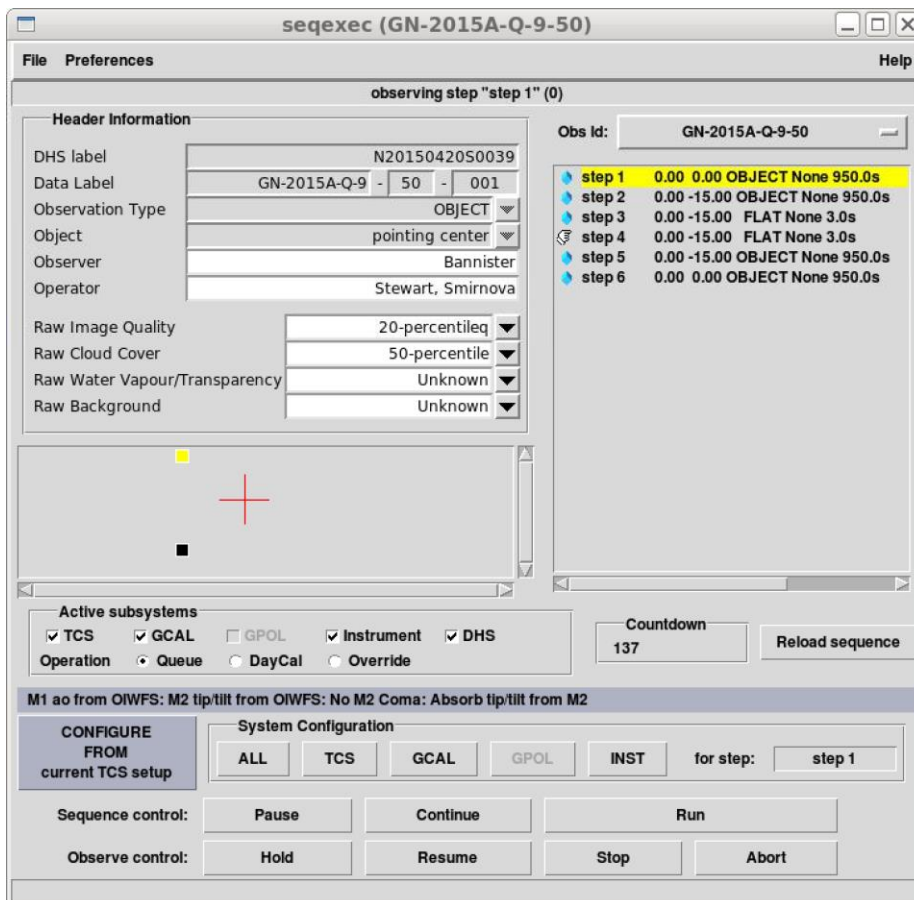 seqexec (GN-2015A-Q-9-50)
File Preferences Help
observing step "step 1" (0)
Header Information
DHS label N20150420S0039
Data Label GN-2015A-Q-9 - 50 - 001
Observation Type OBJECT
Object pointing center
Observer Bannister
Operator Stewart, Smirnova
Raw Image Quality 20-percentileq
Raw Cloud Cover 50-percentile
Raw Water Vapour/Transparency Unknown
Raw Background Unknown
Obs Id: GN-2015A-Q-9-50
step 1 0.00 0.00 OBJECT None 950.0s
step 2 0.00 -15.00 OBJECT None 950.0s
step 3 0.00 -15.00 FLAT None 3.0s
step 4 0.00 -15.00 FLAT None 3.0s
step 5 0.00 -15.00 OBJECT None 950.0s
step 6 0.00 0.00 OBJECT None 950.0s
Active subsystems
TCS GCAL GPOL Instrument DHS
Operation Queue DayCal Override
Countdown
137
Reload sequence
M1 ao from OIWFS: M2 tip/tilt from OIWFS: No M2 Coma: Absorb tip/tilt from M2
CONFIGURE
FROM
current TCS setup
System Configuration
ALL TCS GCAL GPOL INST for step: step 1
Sequence control: Pause Continue Run
Observe control: Hold Resume Stop Abort